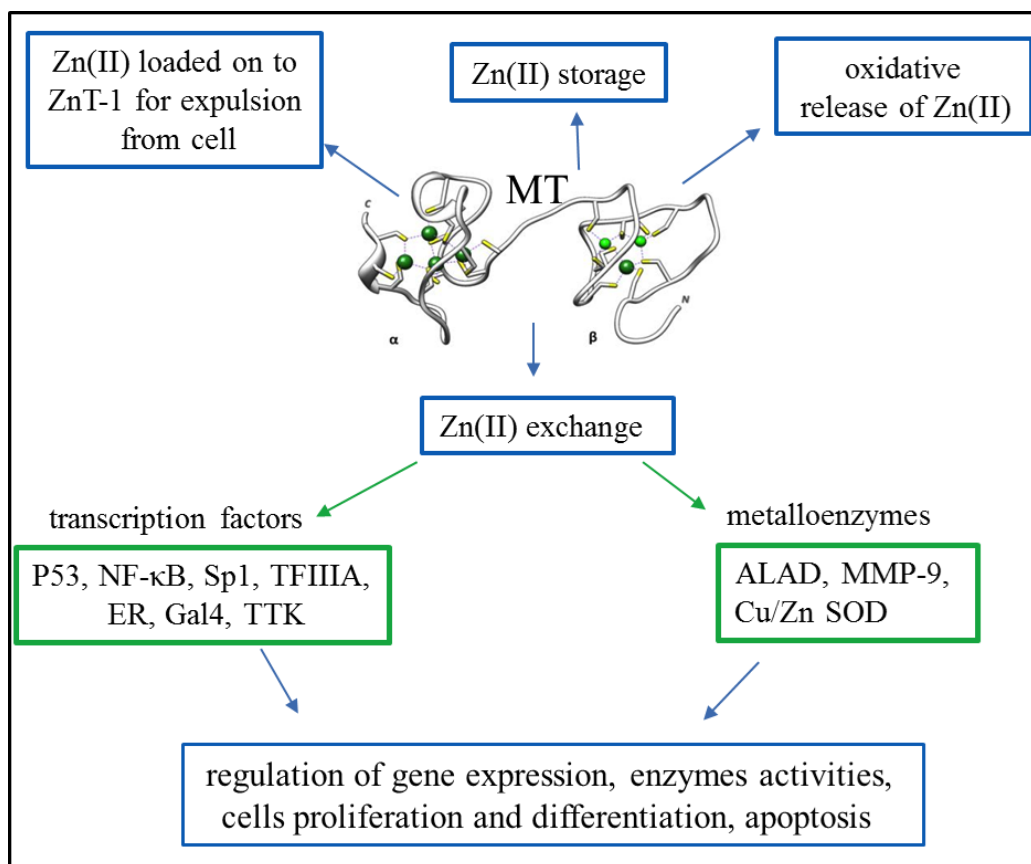 Zn(II) loaded on to
ZnT-1 for expulsion
from cell
Zn(II) storage
oxidative
release of Zn(II)
MT
C
N
α
β
Zn(II) exchange
transcription factors
P53, NF-κB, Sp1, TFIIIA,
ER, Gal4, TTK
metalloenzymes
ALAD, MMP-9,
Cu/Zn SOD
regulation of gene expression, enzymes activities,
cells proliferation and differentiation, apoptosis